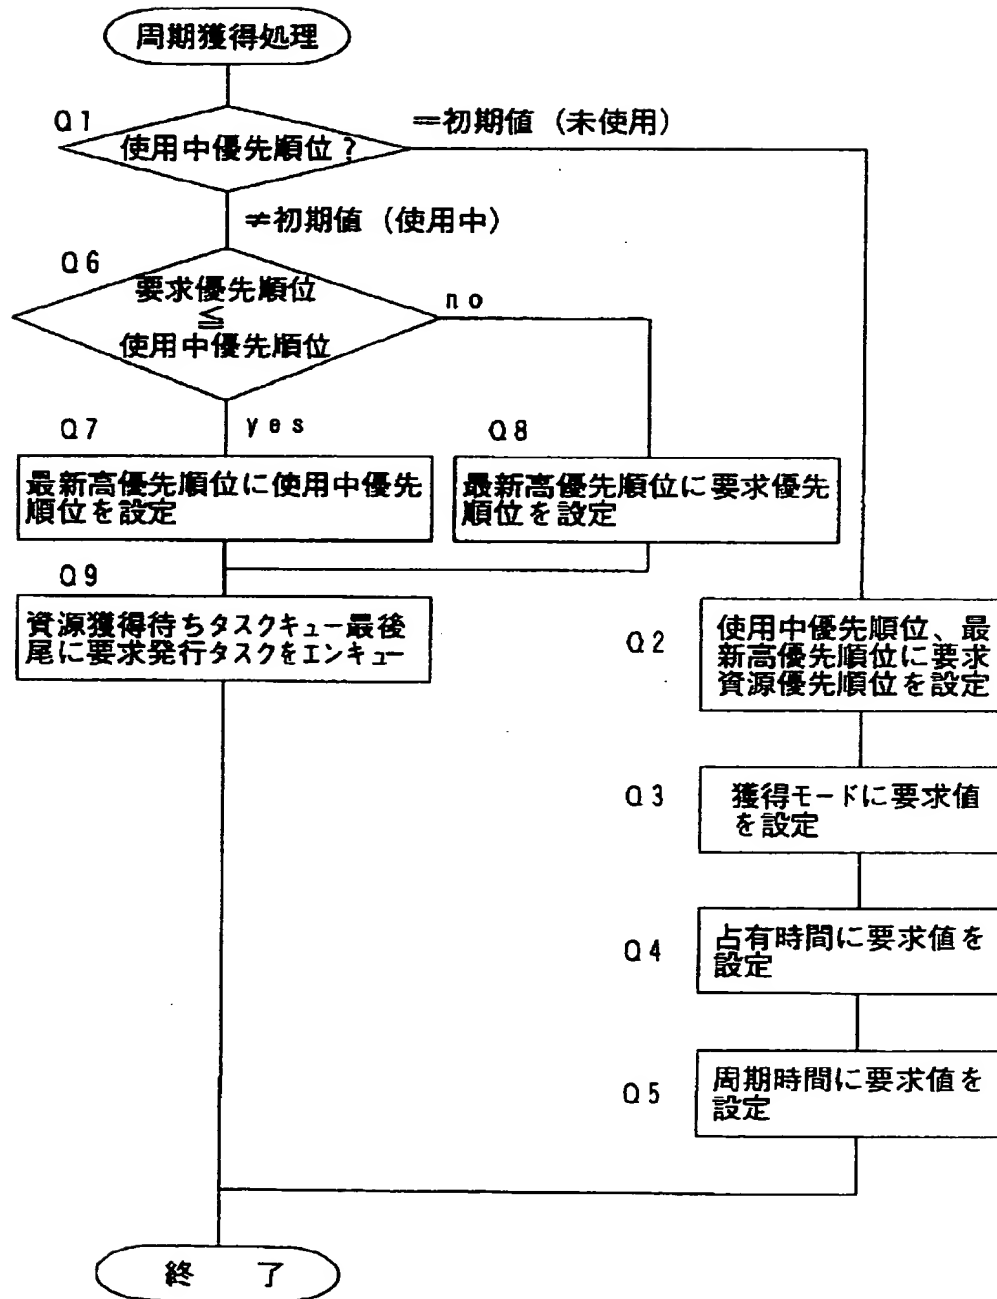 周期獲得処理
Q1
使用中優先順位?
=初期値(未使用)
≠初期値(使用中)
Q6
要求優先順位
≦
使用中優先順位
no
yes
Q7
最新高優先順位に使用中優先
順位を設定
Q8
最新高優先順位に要求優先
順位を設定
Q9
資源獲得待ちタスクキュー最後
尾に要求発行タスクをエンキュー
Q2
使用中優先順位、最
新高優先順位に要求
資源優先順位を設定
Q3
獲得モードに要求値
を設定
Q4
占有時間に要求値を
設定
Q5
周期時間に要求値を
設定
終 了